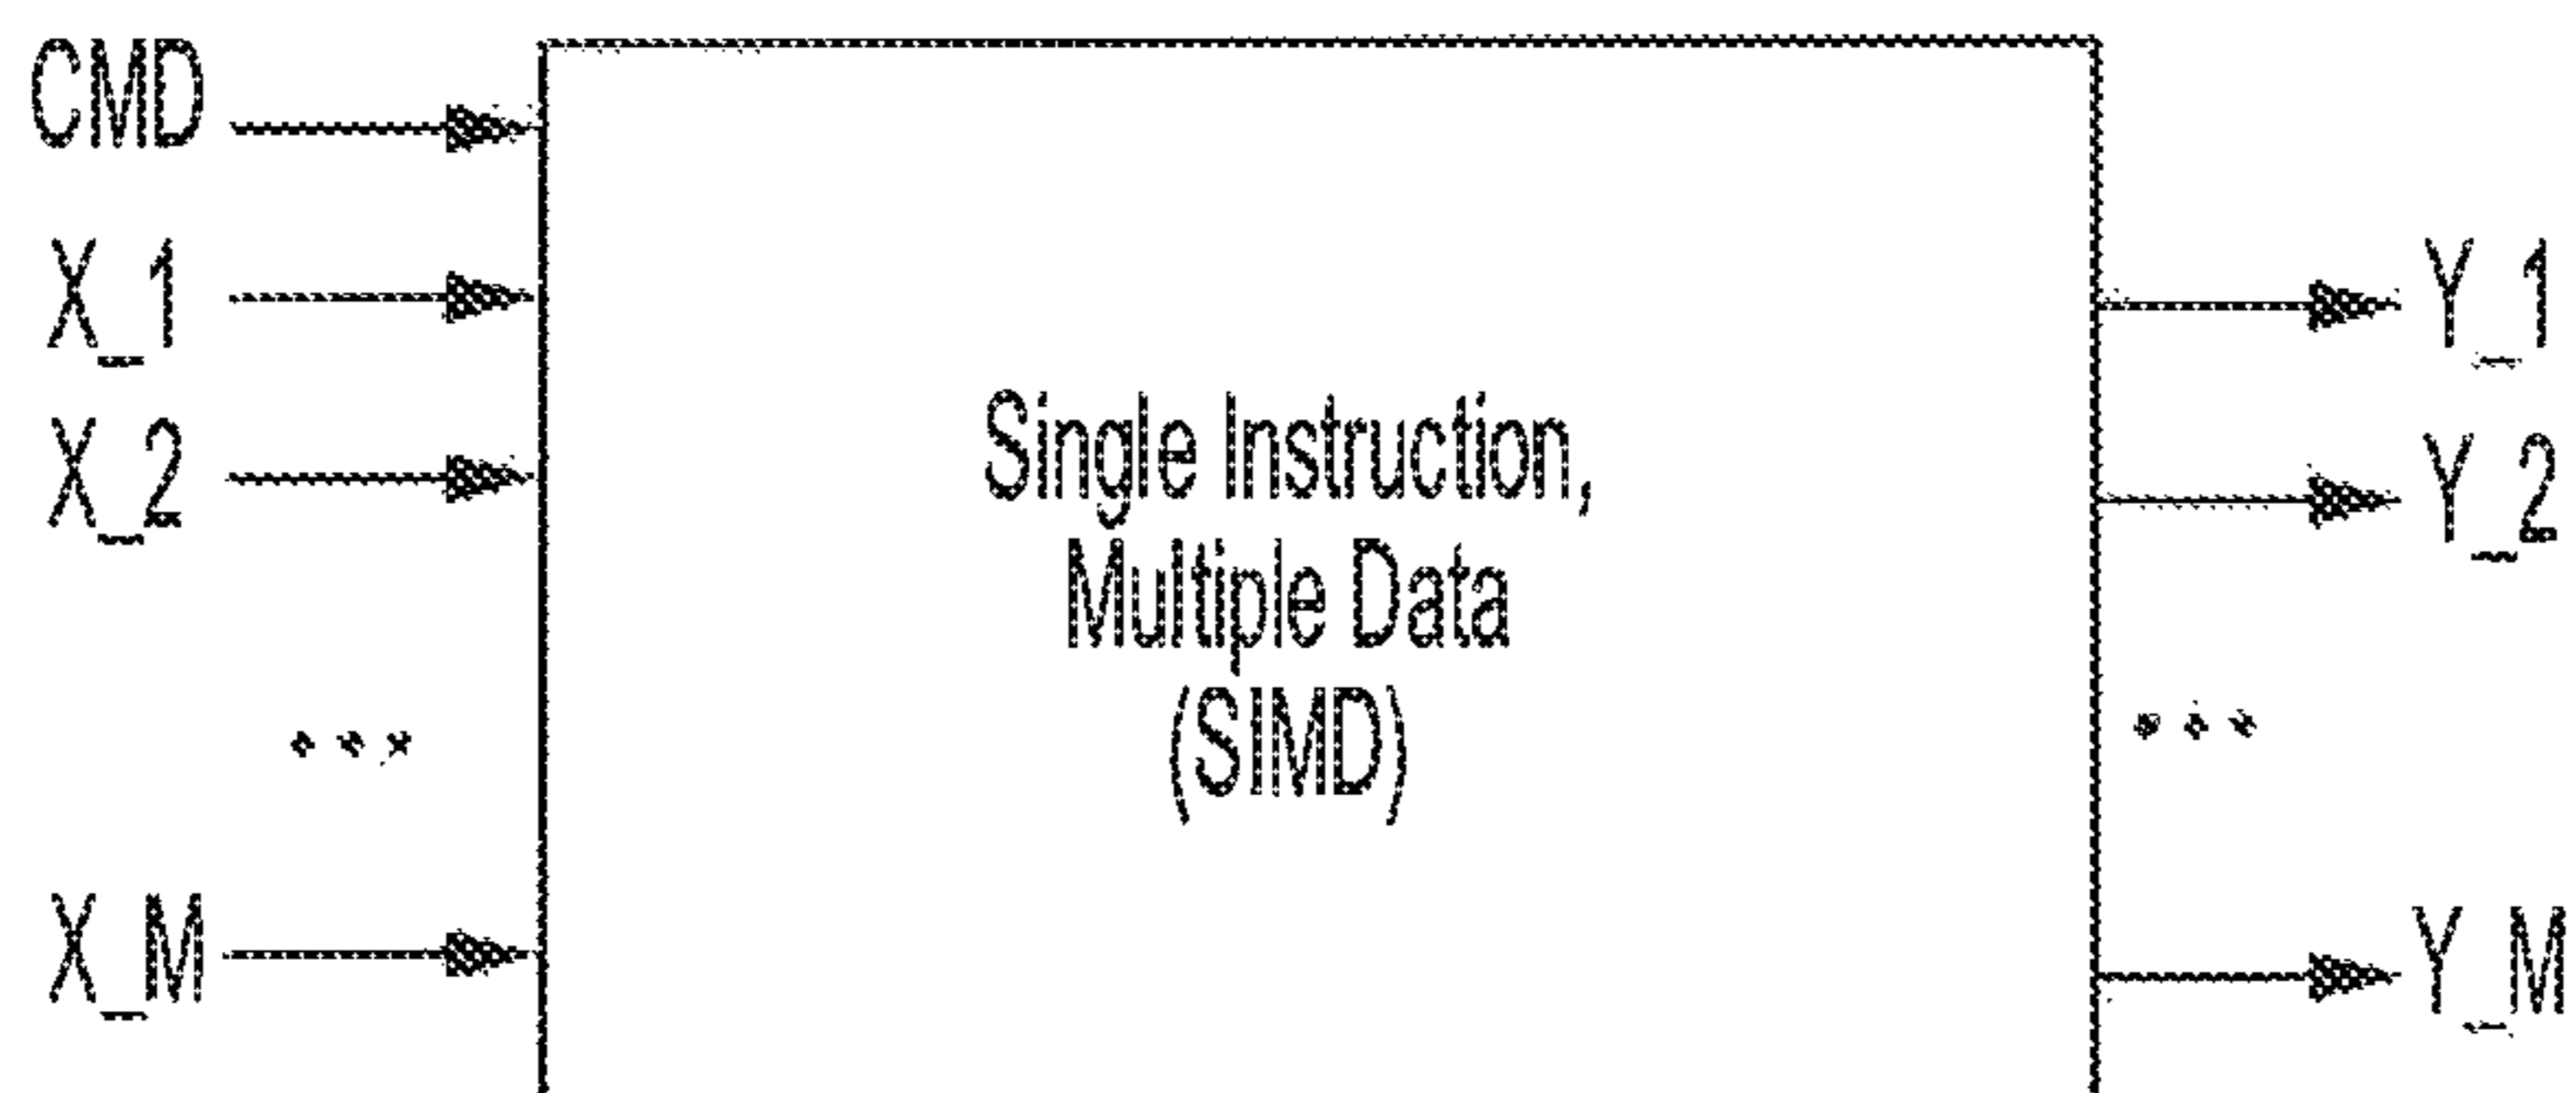 CMD
X_1
X_2
...
X_M
Single Instruction,
Multiple Data
(SIMD)
Y_1
Y_2
...
Y_M